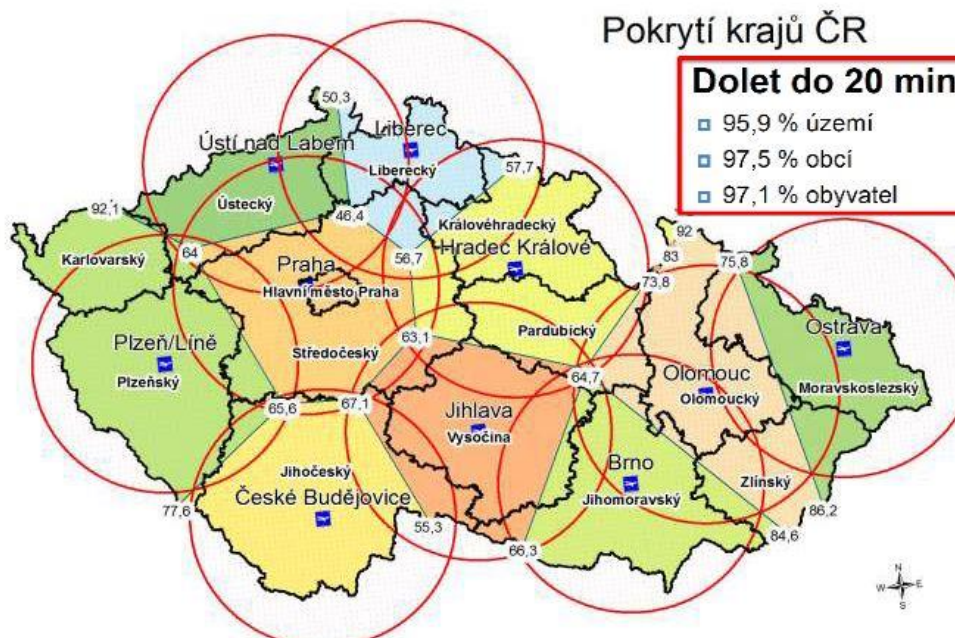 Pokrytí krajů ČR
Dolet do 20 min
95,9 % území
97,5 % obcí
97,1 % obyvatel
50,3
Liberec
Ústí nad Labem
Liberecký
57,7
Ústecký
92,1
46,4
Královéhradecký
92
Hradec Králové
64
56,7
83
75,8
Karlovarský
Praha
73,8
Hlavní město Praha
Ostrava
Pardubický
Plzeň/Líně
63,1
Středočeský
Plzeňský
64,7
Olomouc
Moravskoslezský
Olomoucký
65,6
67,1
Jihlava
Vysočina
Brno
Jihočeský
Zlínský
České Budějovice
Jihomoravský
77,6
55,3
86,2
84,6
66,3
N
W
E
S